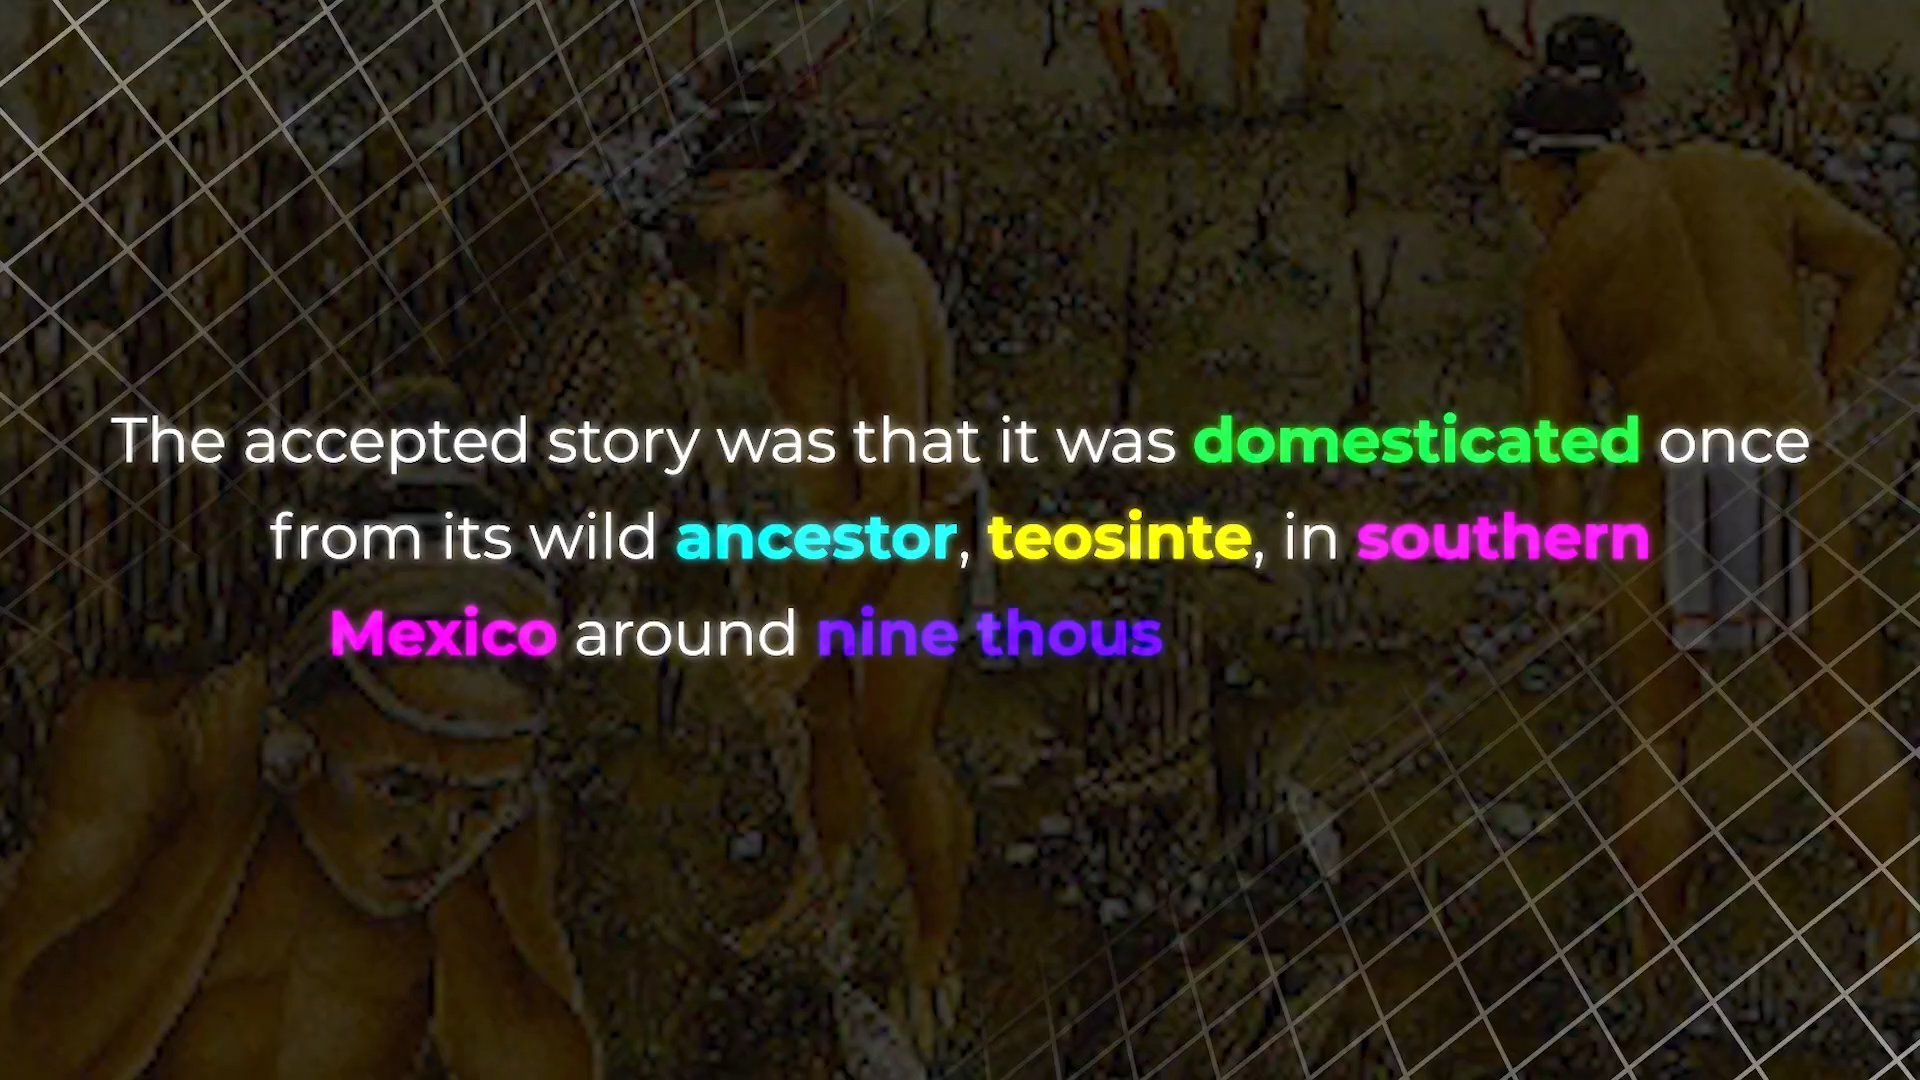 The accepted story was that it was domesticated once
from its wild ancestor, teosinte, in southern
Mexico around nine thous